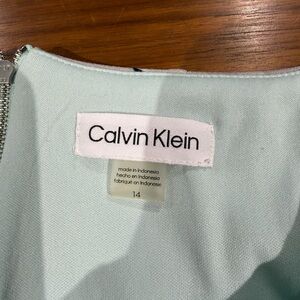 Calvin Klein
made in Indonesia
hecho en Indonesia
fabriqué en Indonésie
14